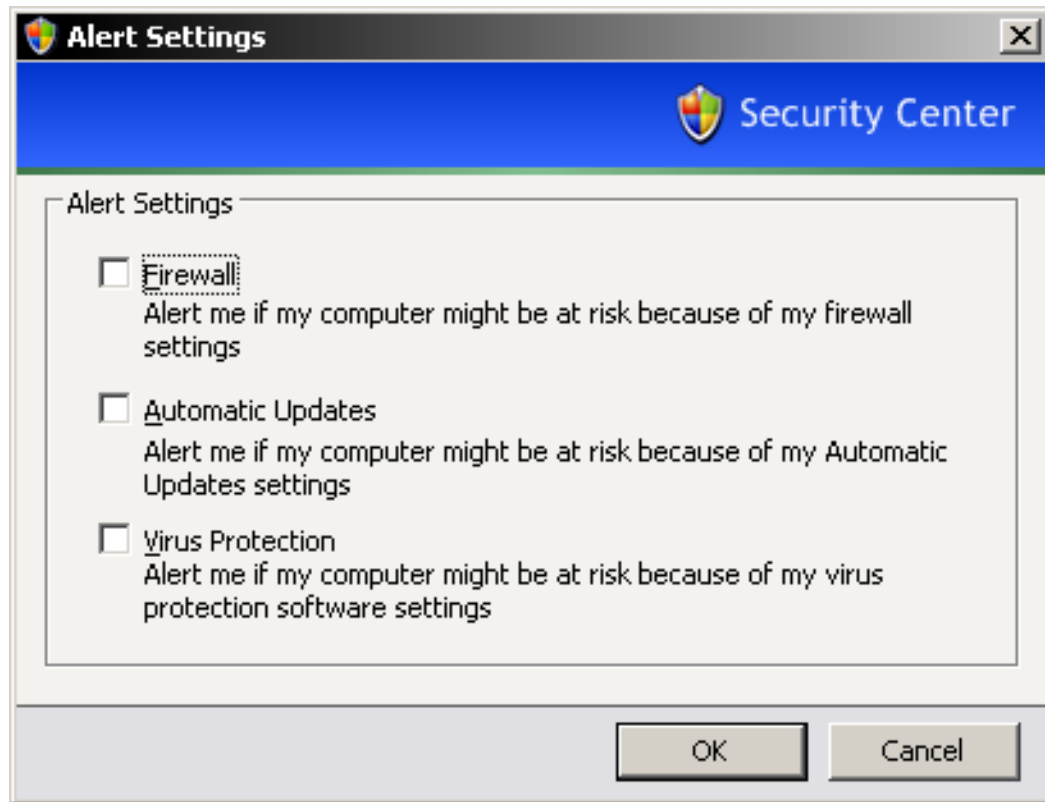 Alert Settings
Security Center
Alert Settings
Firewall
Alert me if my computer might be at risk because of my firewall
settings
Automatic Updates
Alert me if my computer might be at risk because of my Automatic
Updates settings
Virus Protection
Alert me if my computer might be at risk because of my virus
protection software settings
OK Cancel